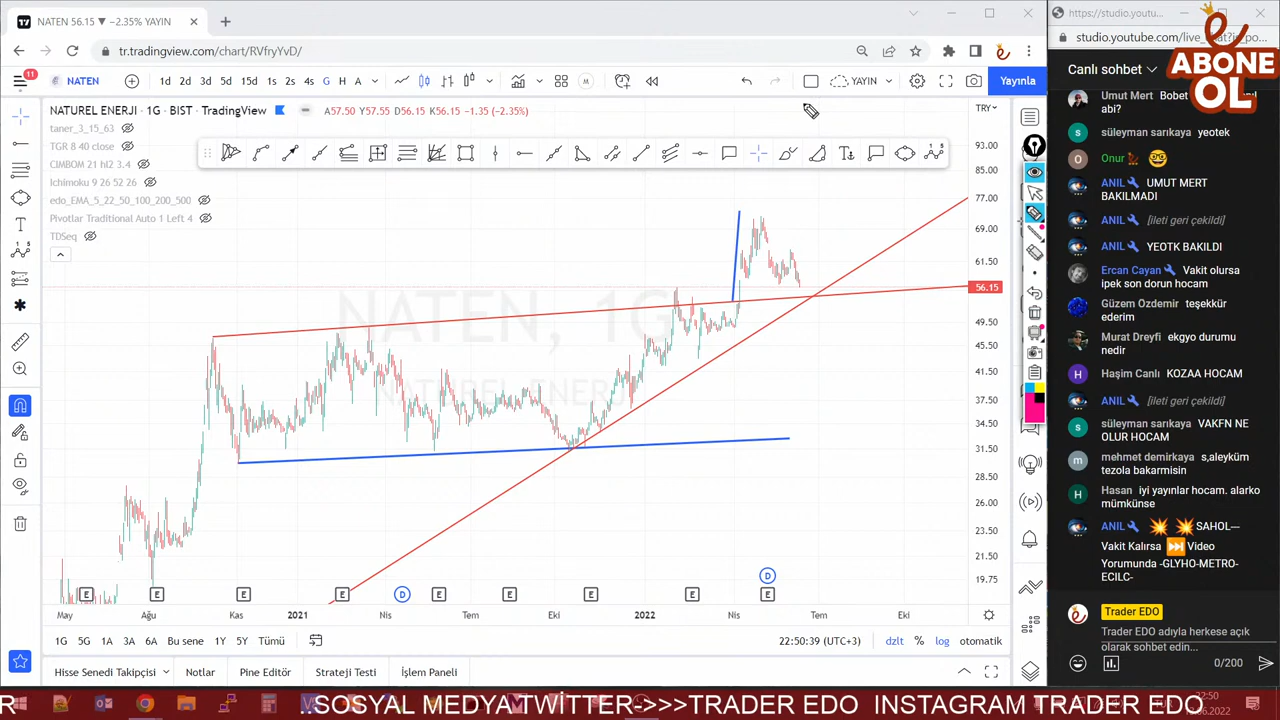 NATEN 56.15 ▼ −2.35% YAYIN
tr.tradingview.com/chart/RVfryYvD/
11
NATEN
1d 2d 3d 5d 15d 1s 2s 4s G 1 A
YAYIN
Yayınla
NATUREL ENERJI · 1G · BIST · TradingView
A57.50 56.15 K56.15 −1.35 (−2.35%)
taner_3_15_63
TGR 8 40 close
CIMBOM 21 hl2 3.4
Ichimoku 9 26 52 26
edo_EMA_5_22_50_100_200_500
Pivotlar Traditional Auto 1 Left 4
TDSeq
NATEN, 1G
NATUREL ENERJI
TRY
93.00
85.00
77.00
69.00
61.50
56.15
49.50
45.50
41.50
37.50
34.50
31.50
28.50
26.00
23.50
21.50
19.75
E E E E E E E E E
D D
May Ağu Kas 2021 Nis Tem Eki 2022 Nis Tem Eki
1G 5G 1A 3A 6A Bu sene 1Y 5Y Tümü
22:50:39 (UTC+3) dzlt % log otomatik
Hisse Senedi Takipçisi Notlar Pine Editör Strateji Testi İşlem Paneli
https://studio.youtu...
studio.youtube.com/live_chat?is_po...
e
ABONE
OL
Canlı sohbet
Umut Mert Bobet
abi?
süleyman sarıkaya yeotek
Onur
ANIL UMUT MERT
BAKILMADI
ANIL [ileti geri çekildi]
ANIL YEOTK BAKILDI
Ercan Cayan Vakit olursa
ipek son dorun hocam
Güzem Ozdemir teşekkür
ederim
Murat Dreyfi ekgyo durumu
nedir
Haşim Canlı KOZAA HOCAM
ANIL [ileti geri çekildi]
süleyman sarıkaya VAKFN NE
OLUR HOCAM
mehmet demirkaya s,aleyküm
tezola bakarmisin
Hasan iyi yayınlar hocam. alarko
mümkünse
ANIL 💥 💥 SAHOL---
Vakit Kalırsa ⏭ Video
Yorumunda -GLYHO-METRO-
ECILC-
Trader EDO
Trader EDO adıyla herkese açık
olarak sohbet edin...
0/200
R ..SOSYAL MEDYA TWİTTER->>>TRADER EDO INSTAGRAM TRADER EDO
22:50